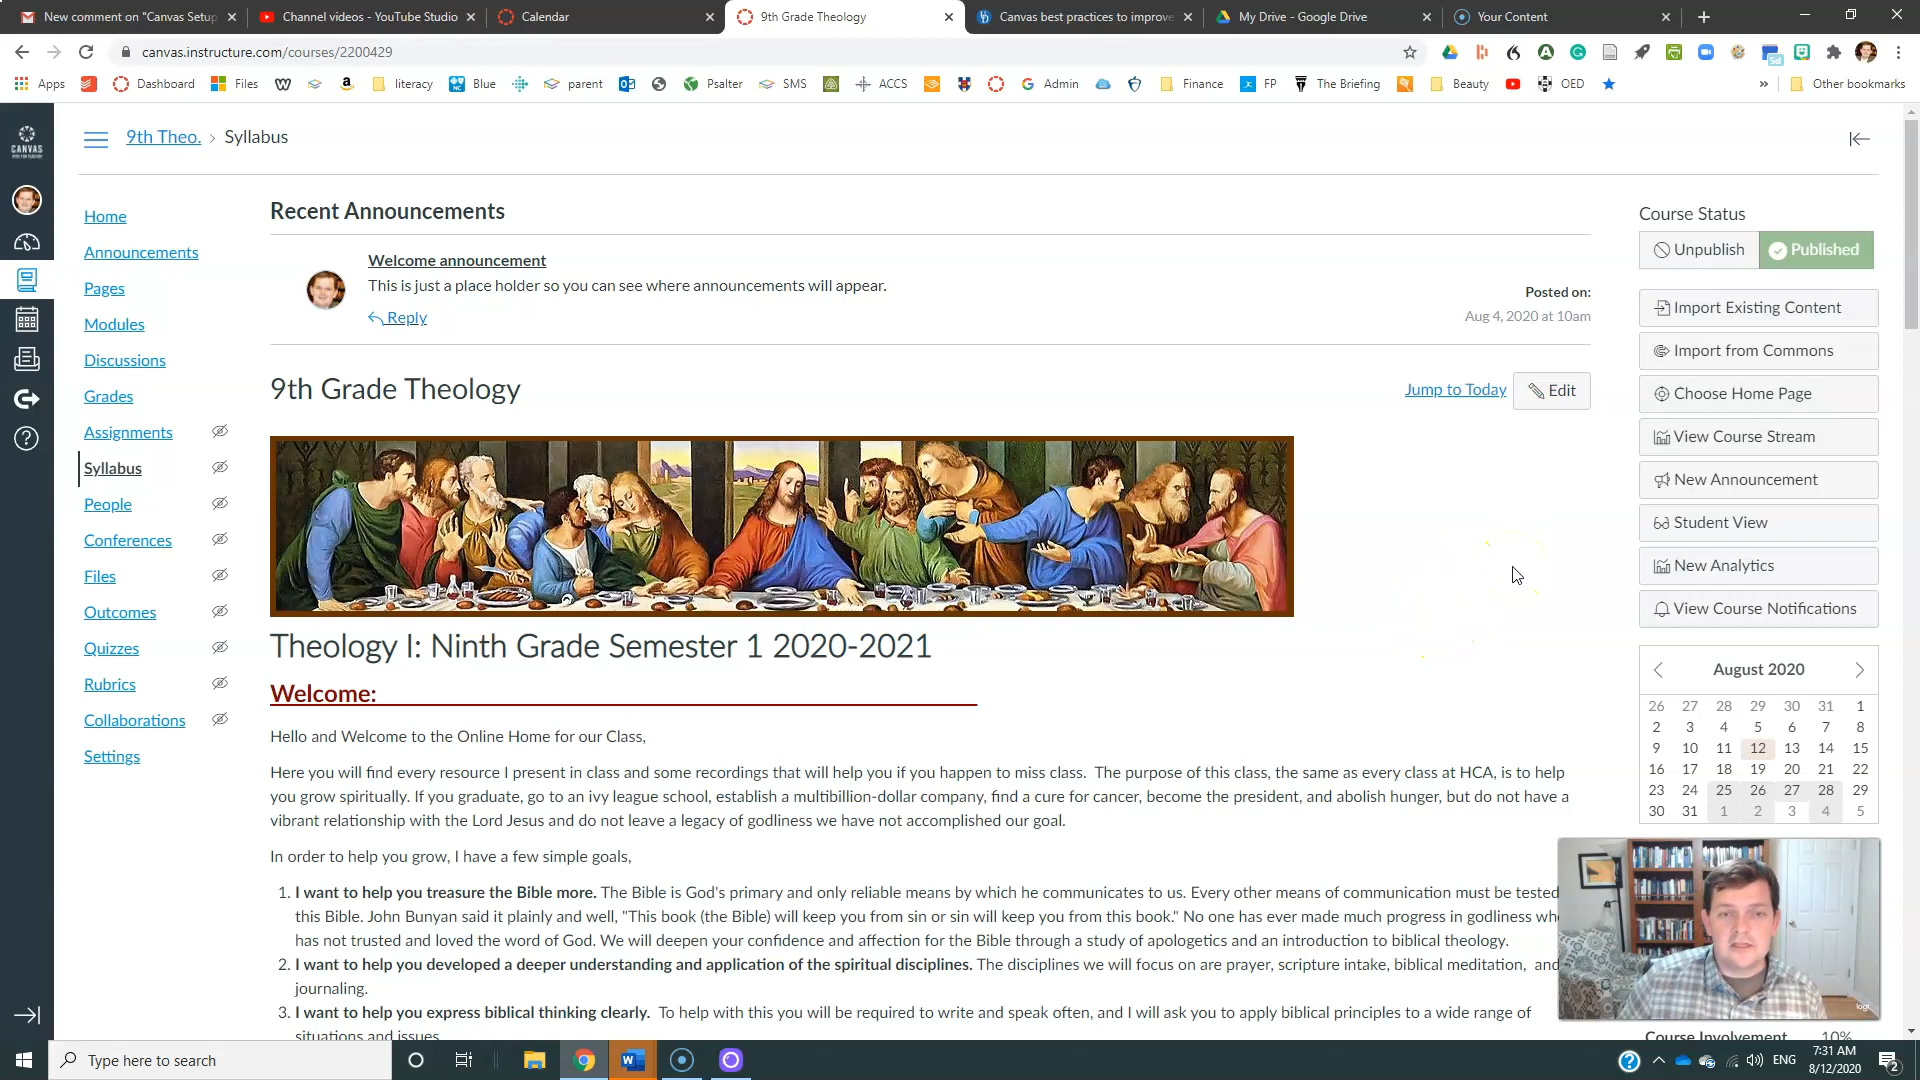 New comment on "Canvas Setup
Channel videos - YouTube Studio
Calendar
9th Grade Theology
Canvas best practices to improve
My Drive - Google Drive
Your Content
canvas.instructure.com/courses/2200429
Apps
Dashboard
Files
literacy
Blue
parent
Psalter
SMS
ACCS
Admin
Finance
FP
The Briefing
Beauty
OED
»
Other bookmarks
CANVAS
9th Theo. › Syllabus
Home
Announcements
Pages
Modules
Discussions
Grades
Assignments
Syllabus
People
Conferences
Files
Outcomes
Quizzes
Rubrics
Collaborations
Settings
Recent Announcements
Welcome announcement
This is just a place holder so you can see where announcements will appear.
Reply
Posted on:
Aug 4, 2020 at 10am
9th Grade Theology
Jump to Today
Edit
Theology I: Ninth Grade Semester 1 2020-2021
Welcome:
Hello and Welcome to the Online Home for our Class,
Here you will find every resource I present in class and some recordings that will help you if you happen to miss class. The purpose of this class, the same as every class at HCA, is to help
you grow spiritually. If you graduate, go to an ivy league school, establish a multibillion-dollar company, find a cure for cancer, become the president, and abolish hunger, but do not have a
vibrant relationship with the Lord Jesus and do not leave a legacy of godliness we have not accomplished our goal.
In order to help you grow, I have a few simple goals,
1. I want to help you treasure the Bible more. The Bible is God's primary and only reliable means by which he communicates to us. Every other means of communication must be tested
this Bible. John Bunyan said it plainly and well, "This book (the Bible) will keep you from sin or sin will keep you from this book." No one has ever made much progress in godliness wh
has not trusted and loved the word of God. We will deepen your confidence and affection for the Bible through a study of apologetics and an introduction to biblical theology.
2. I want to help you developed a deeper understanding and application of the spiritual disciplines. The disciplines we will focus on are prayer, scripture intake, biblical meditation, and
journaling.
3. I want to help you express biblical thinking clearly. To help with this you will be required to write and speak often, and I will ask you to apply biblical principles to a wide range of
situations and issues.
Course Status
Unpublish
Published
Import Existing Content
Import from Commons
Choose Home Page
View Course Stream
New Announcement
Student View
New Analytics
View Course Notifications
August 2020
26 27 28 29 30 31 1
2 3 4 5 6 7 8
9 10 11 12 13 14 15
16 17 18 19 20 21 22
23 24 25 26 27 28 29
30 31 1 2 3 4 5
logi
Course Involvement 10%
Type here to search
ENG
7:31 AM
8/12/2020
2